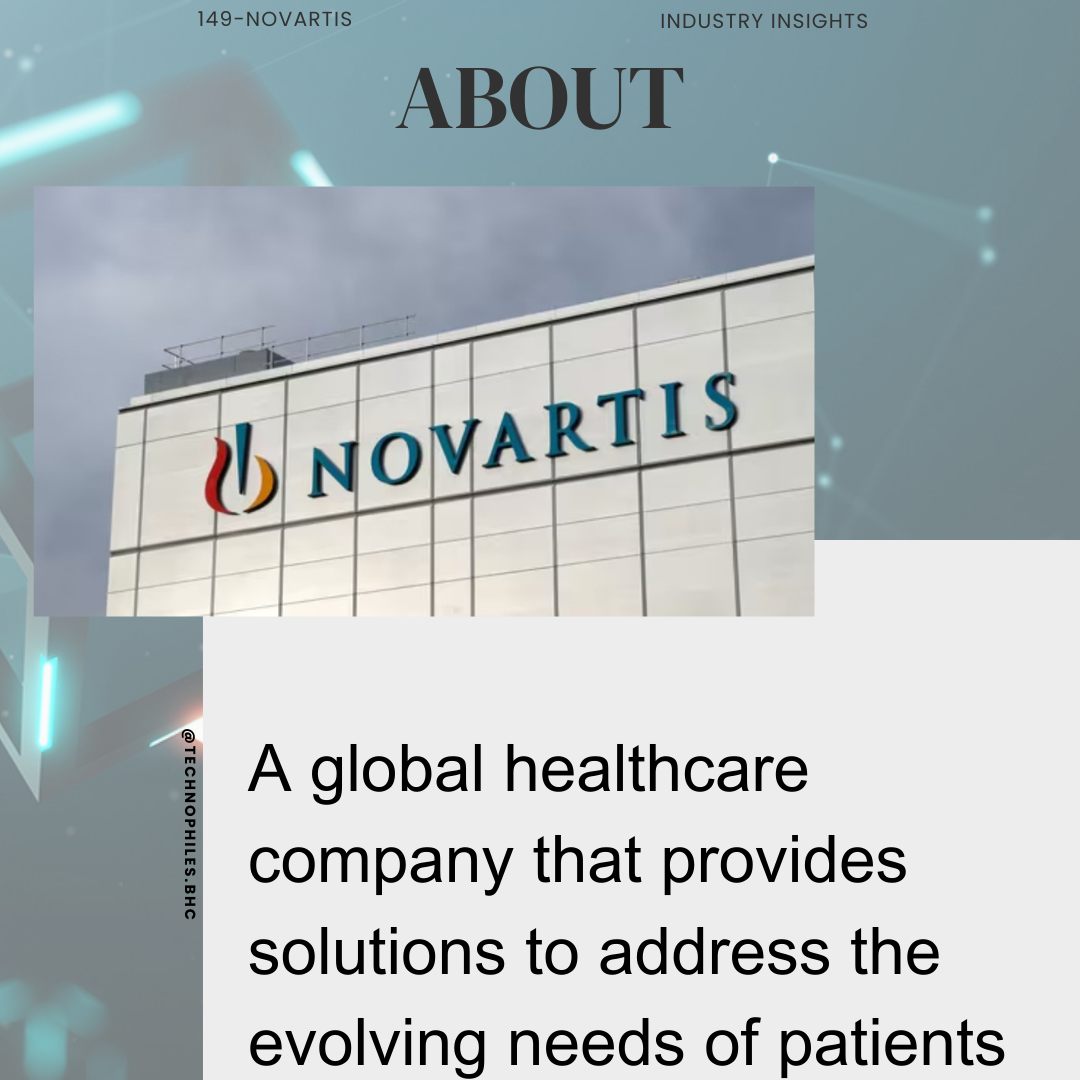 149-NOVARTIS
INDUSTRY INSIGHTS
ABOUT
NOVARTIS
@TECHNOPHILES.BHC
A global healthcare
company that provides
solutions to address the
evolving needs of patients